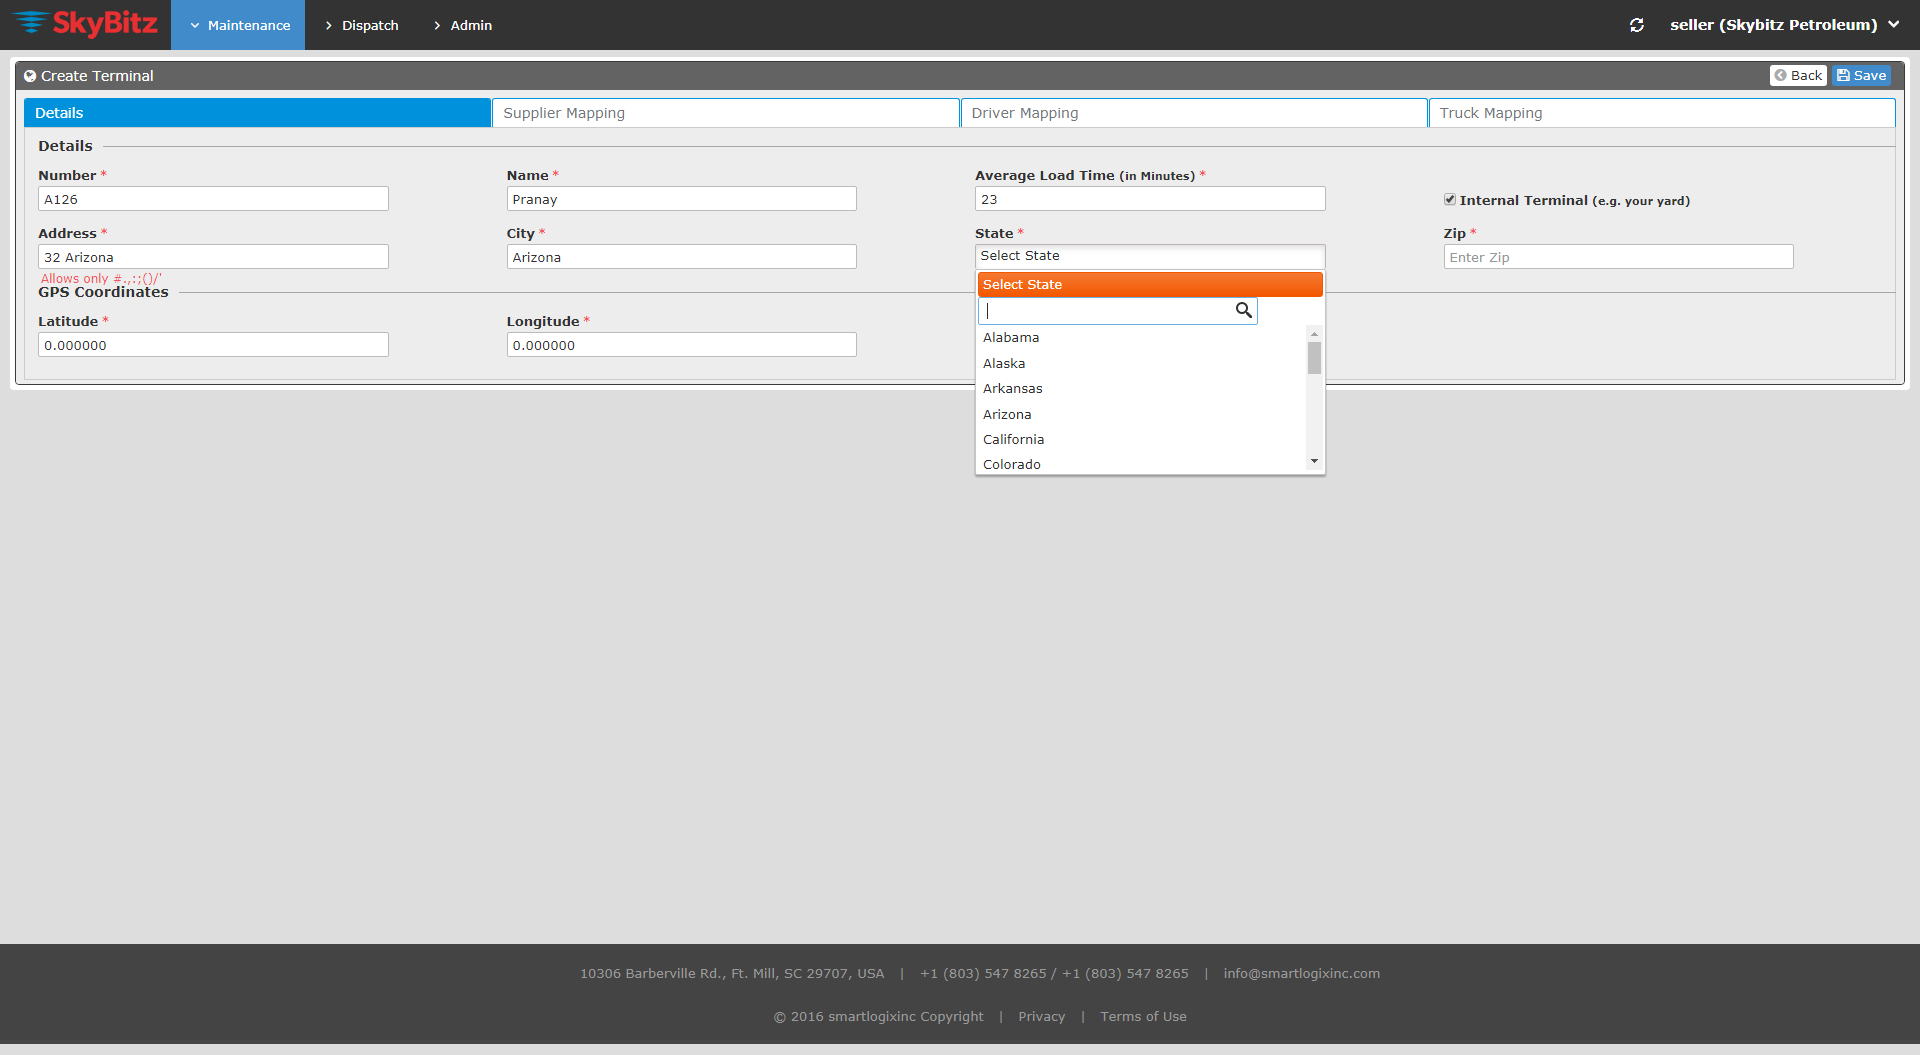 SkyBitz Maintenance Dispatch Admin seller (Skybitz Petroleum)
Create Terminal Back Save
Details Supplier Mapping Driver Mapping Truck Mapping
Details
Number * Name * Average Load Time (in Minutes) *
A126 Pranay 23 Internal Terminal (e.g. your yard)
Address * City * State * Zip *
32 Arizona Arizona Select State Enter Zip
Allows only #.,:;()/'
Select State
GPS Coordinates
Latitude * Longitude *
0.000000 0.000000
Alabama
Alaska
Arkansas
Arizona
California
Colorado
10306 Barberville Rd., Ft. Mill, SC 29707, USA | +1 (803) 547 8265 / +1 (803) 547 8265 | info@smartlogixinc.com
© 2016 smartlogixinc Copyright | Privacy | Terms of Use